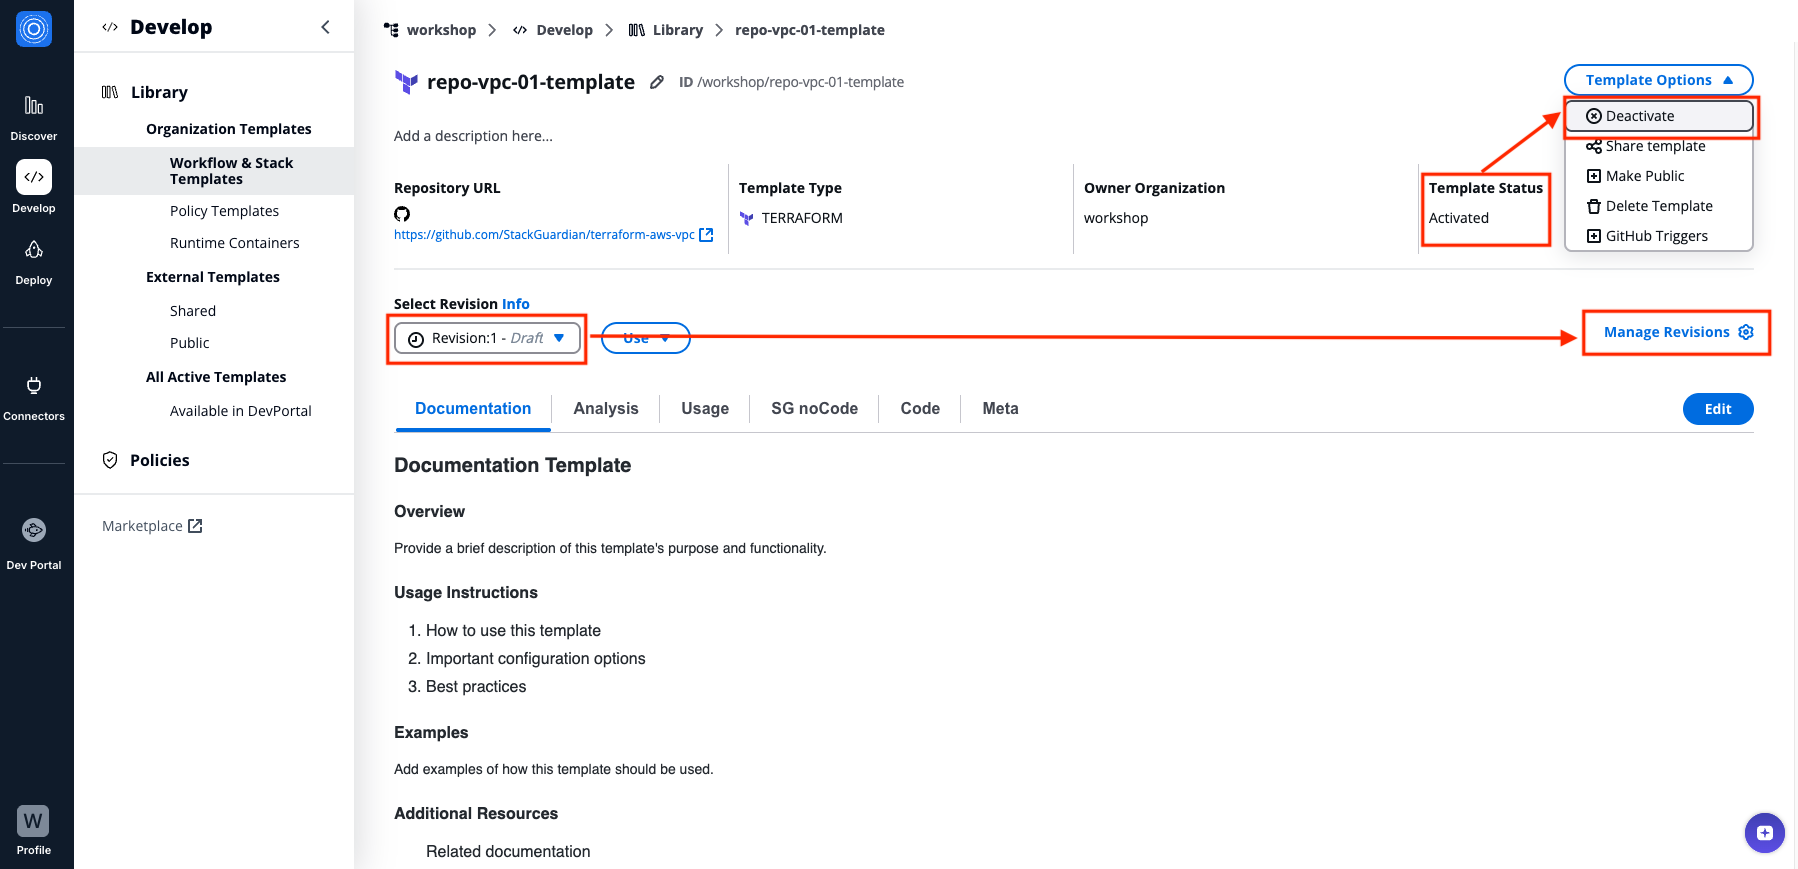 Discover
Develop
Deploy
Connectors
Dev Portal
W
Profile
Develop
Library
Organization Templates
Workflow & Stack
Templates
Policy Templates
Runtime Containers
External Templates
Shared
Public
All Active Templates
Available in DevPortal
Policies
Marketplace
workshop > Develop > Library > repo-vpc-01-template
repo-vpc-01-template ID /workshop/repo-vpc-01-template
Add a description here...
Template Options
Deactivate
Share template
Make Public
Delete Template
GitHub Triggers
Repository URL
https://github.com/StackGuardian/terraform-aws-vpc
Template Type
TERRAFORM
Owner Organization
workshop
Template Status
Activated
Select Revision Info
Revision:1 - Draft
Use
Manage Revisions
Documentation
Analysis
Usage
SG noCode
Code
Meta
Edit
Documentation Template
Overview
Provide a brief description of this template's purpose and functionality.
Usage Instructions
1. How to use this template
2. Important configuration options
3. Best practices
Examples
Add examples of how this template should be used.
Additional Resources
Related documentation